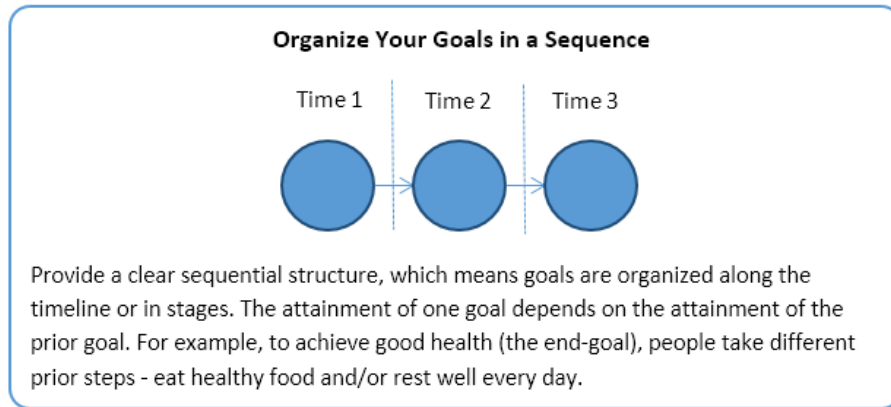 Organize Your Goals in a Sequence
Time 1 Time 2 Time 3
Provide a clear sequential structure, which means goals are organized along the
timeline or in stages. The attainment of one goal depends on the attainment of the
prior goal. For example, to achieve good health (the end-goal), people take different
prior steps - eat healthy food and/or rest well every day.